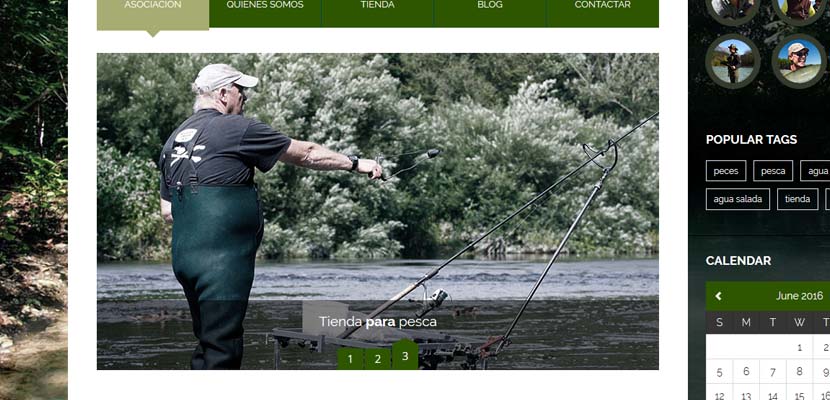 ASOCIACION QUIENES SOMOS TIENDA BLOG CONTACTAR
Tienda para pesca
1 2 3
POPULAR TAGS
peces pesca agua
agua salada tienda
CALENDAR
June 2016
S M T W T
1 2
5 6 7 8 9
12 13 14 15 16